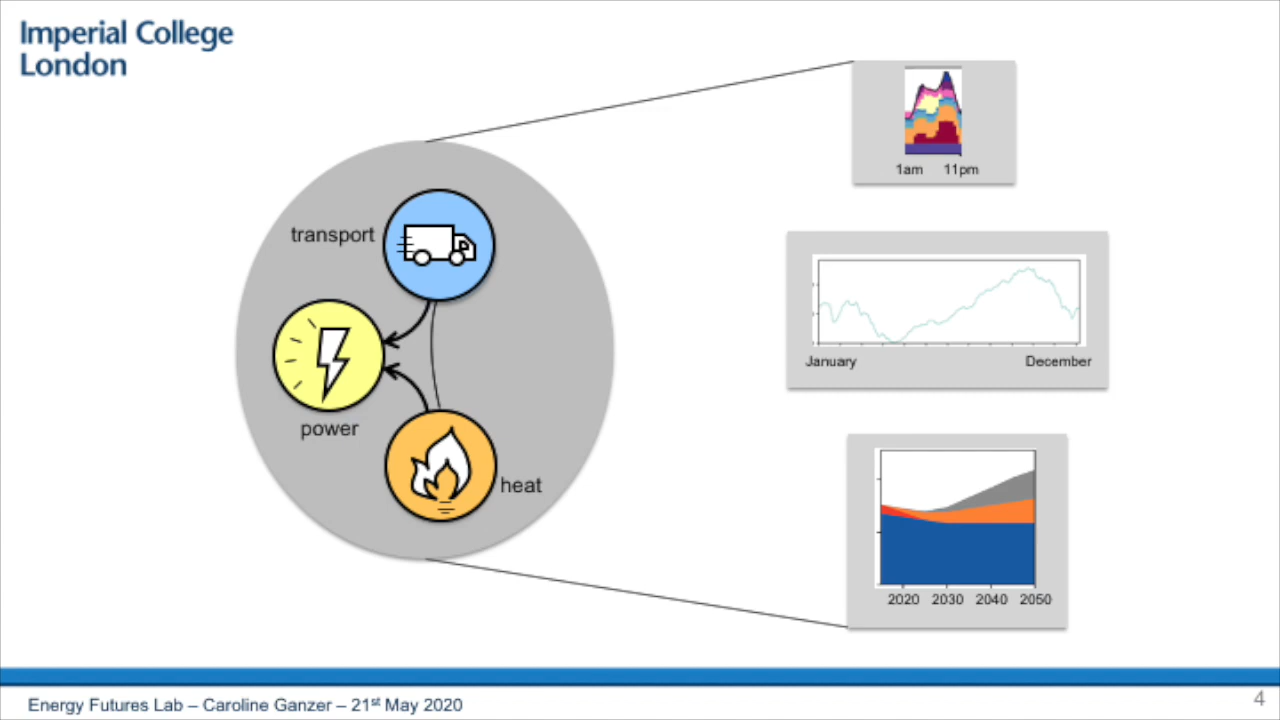 Imperial College
London
transport
power
heat
1am 11pm
January December
2020 2030 2040 2050
Energy Futures Lab – Caroline Ganzer – 21st May 2020
4